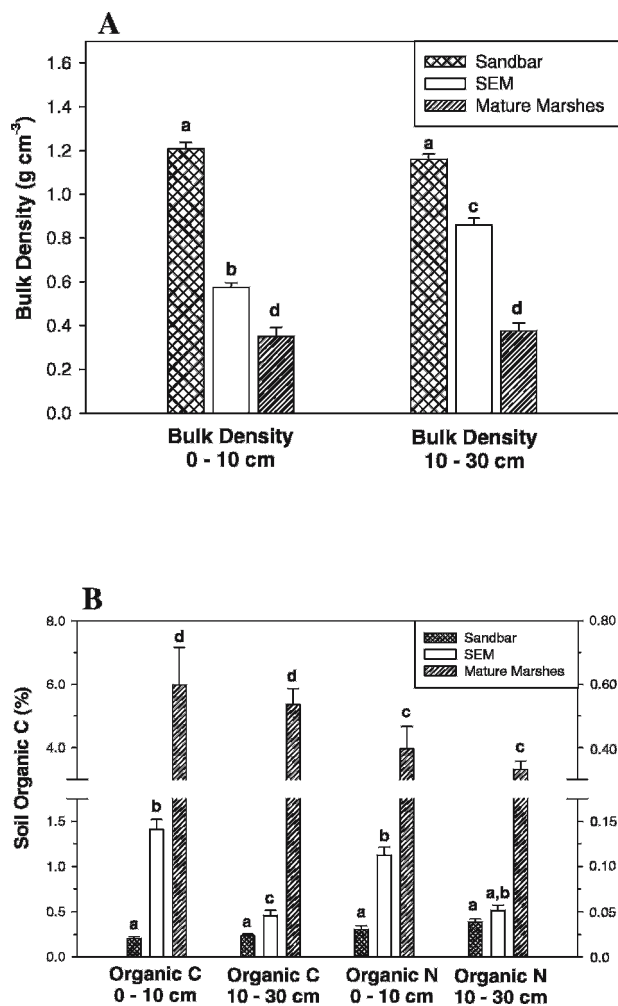 A
Bulk Density (g cm⁻³)
1.6
1.4
1.2
1.0
0.8
0.6
0.4
0.2
0.0
Sandbar
SEM
Mature Marshes
a
b
d
a
c
d
Bulk Density
0 - 10 cm
Bulk Density
10 - 30 cm
B
Soil Organic C (%)
8.0
6.0
4.0
1.5
1.0
0.5
0.0
Sandbar
SEM
Mature Marshes
0.80
0.60
0.40
0.15
0.10
0.05
0.00
a
b
d
a
c
d
a
b
c
a
a,b
c
Organic C
0 - 10 cm
Organic C
10 - 30 cm
Organic N
0 - 10 cm
Organic N
10 - 30 cm